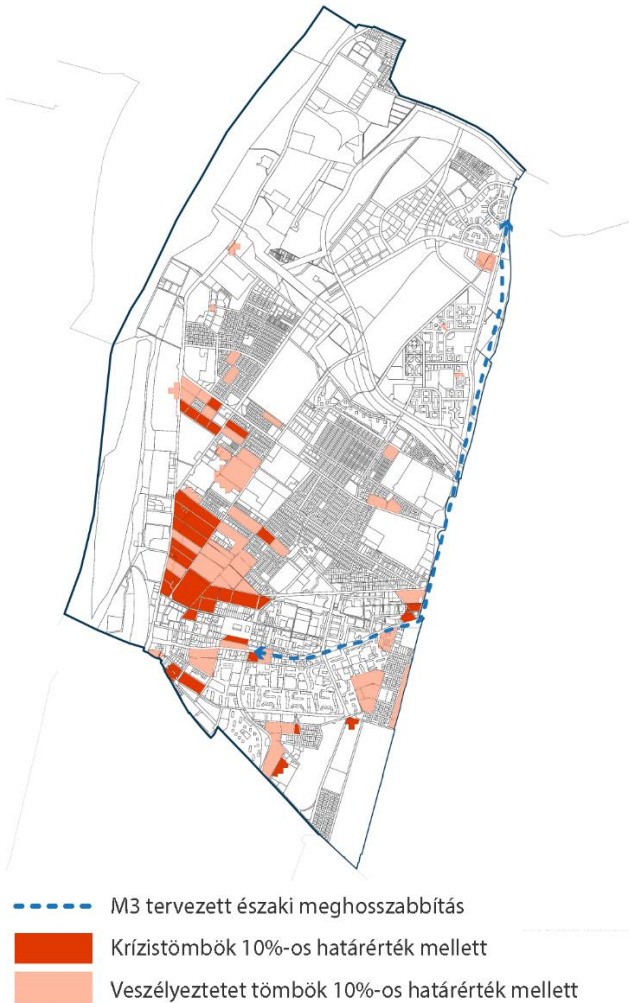 M3 tervezett északi meghosszabbítás
Krízistömbök 10%-os határérték mellett
Veszélyeztetet tömbök 10%-os határérték mellett